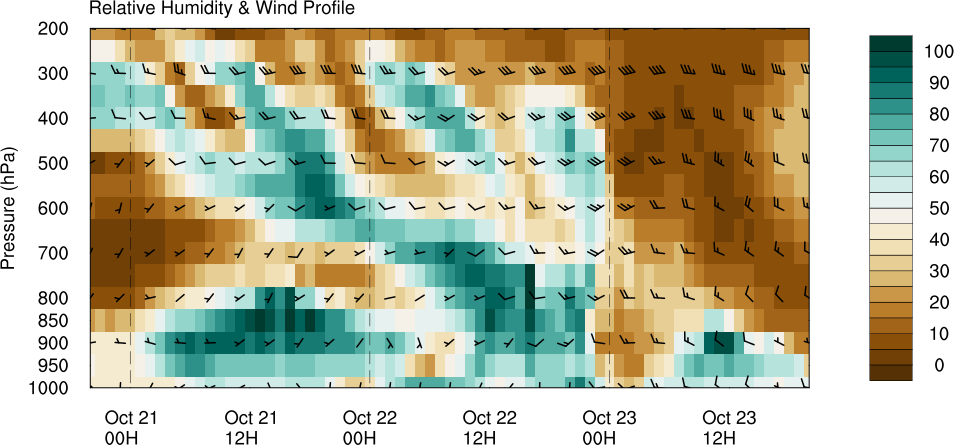 Relative Humidity & Wind Profile
Pressure (hPa)
200
300
400
500
600
700
800
850
900
950
1000
Oct 21
00H
Oct 21
12H
Oct 22
00H
Oct 22
12H
Oct 23
00H
Oct 23
12H
100
90
80
70
60
50
40
30
20
10
0